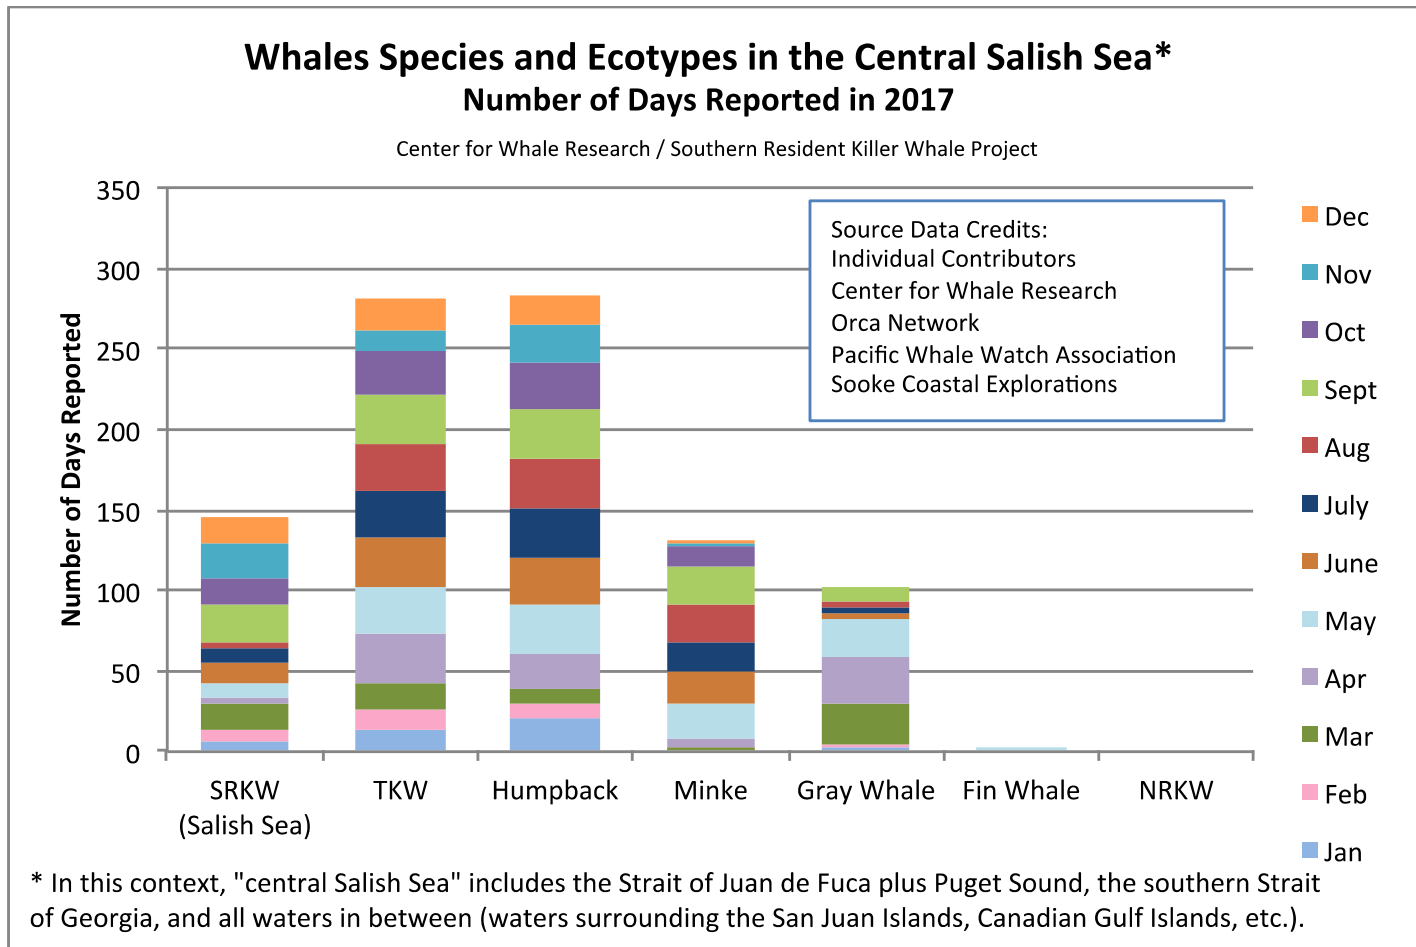 Whales Species and Ecotypes in the Central Salish Sea*
Number of Days Reported in 2017
Center for Whale Research / Southern Resident Killer Whale Project
350
300
250
200
150
100
50
0
Number of Days Reported
Source Data Credits:
Individual Contributors
Center for Whale Research
Orca Network
Pacific Whale Watch Association
Sooke Coastal Explorations
Dec
Nov
Oct
Sept
Aug
July
June
May
Apr
Mar
Feb
Jan
SRKW
(Salish Sea)
TKW
Humpback
Minke
Gray Whale
Fin Whale
NRKW
* In this context, "central Salish Sea" includes the Strait of Juan de Fuca plus Puget Sound, the southern Strait
of Georgia, and all waters in between (waters surrounding the San Juan Islands, Canadian Gulf Islands, etc.).